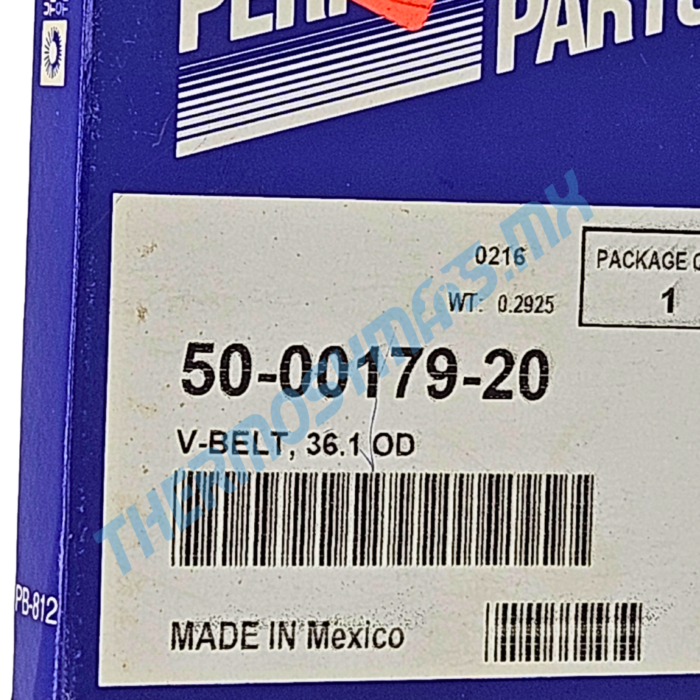 PARTS
0216
PACKAGE
WT: 0.2925
1
50-00179-20
V-BELT, 36.1 OD
THERMOSHMAPS.MX
MADE IN Mexico
PB-812